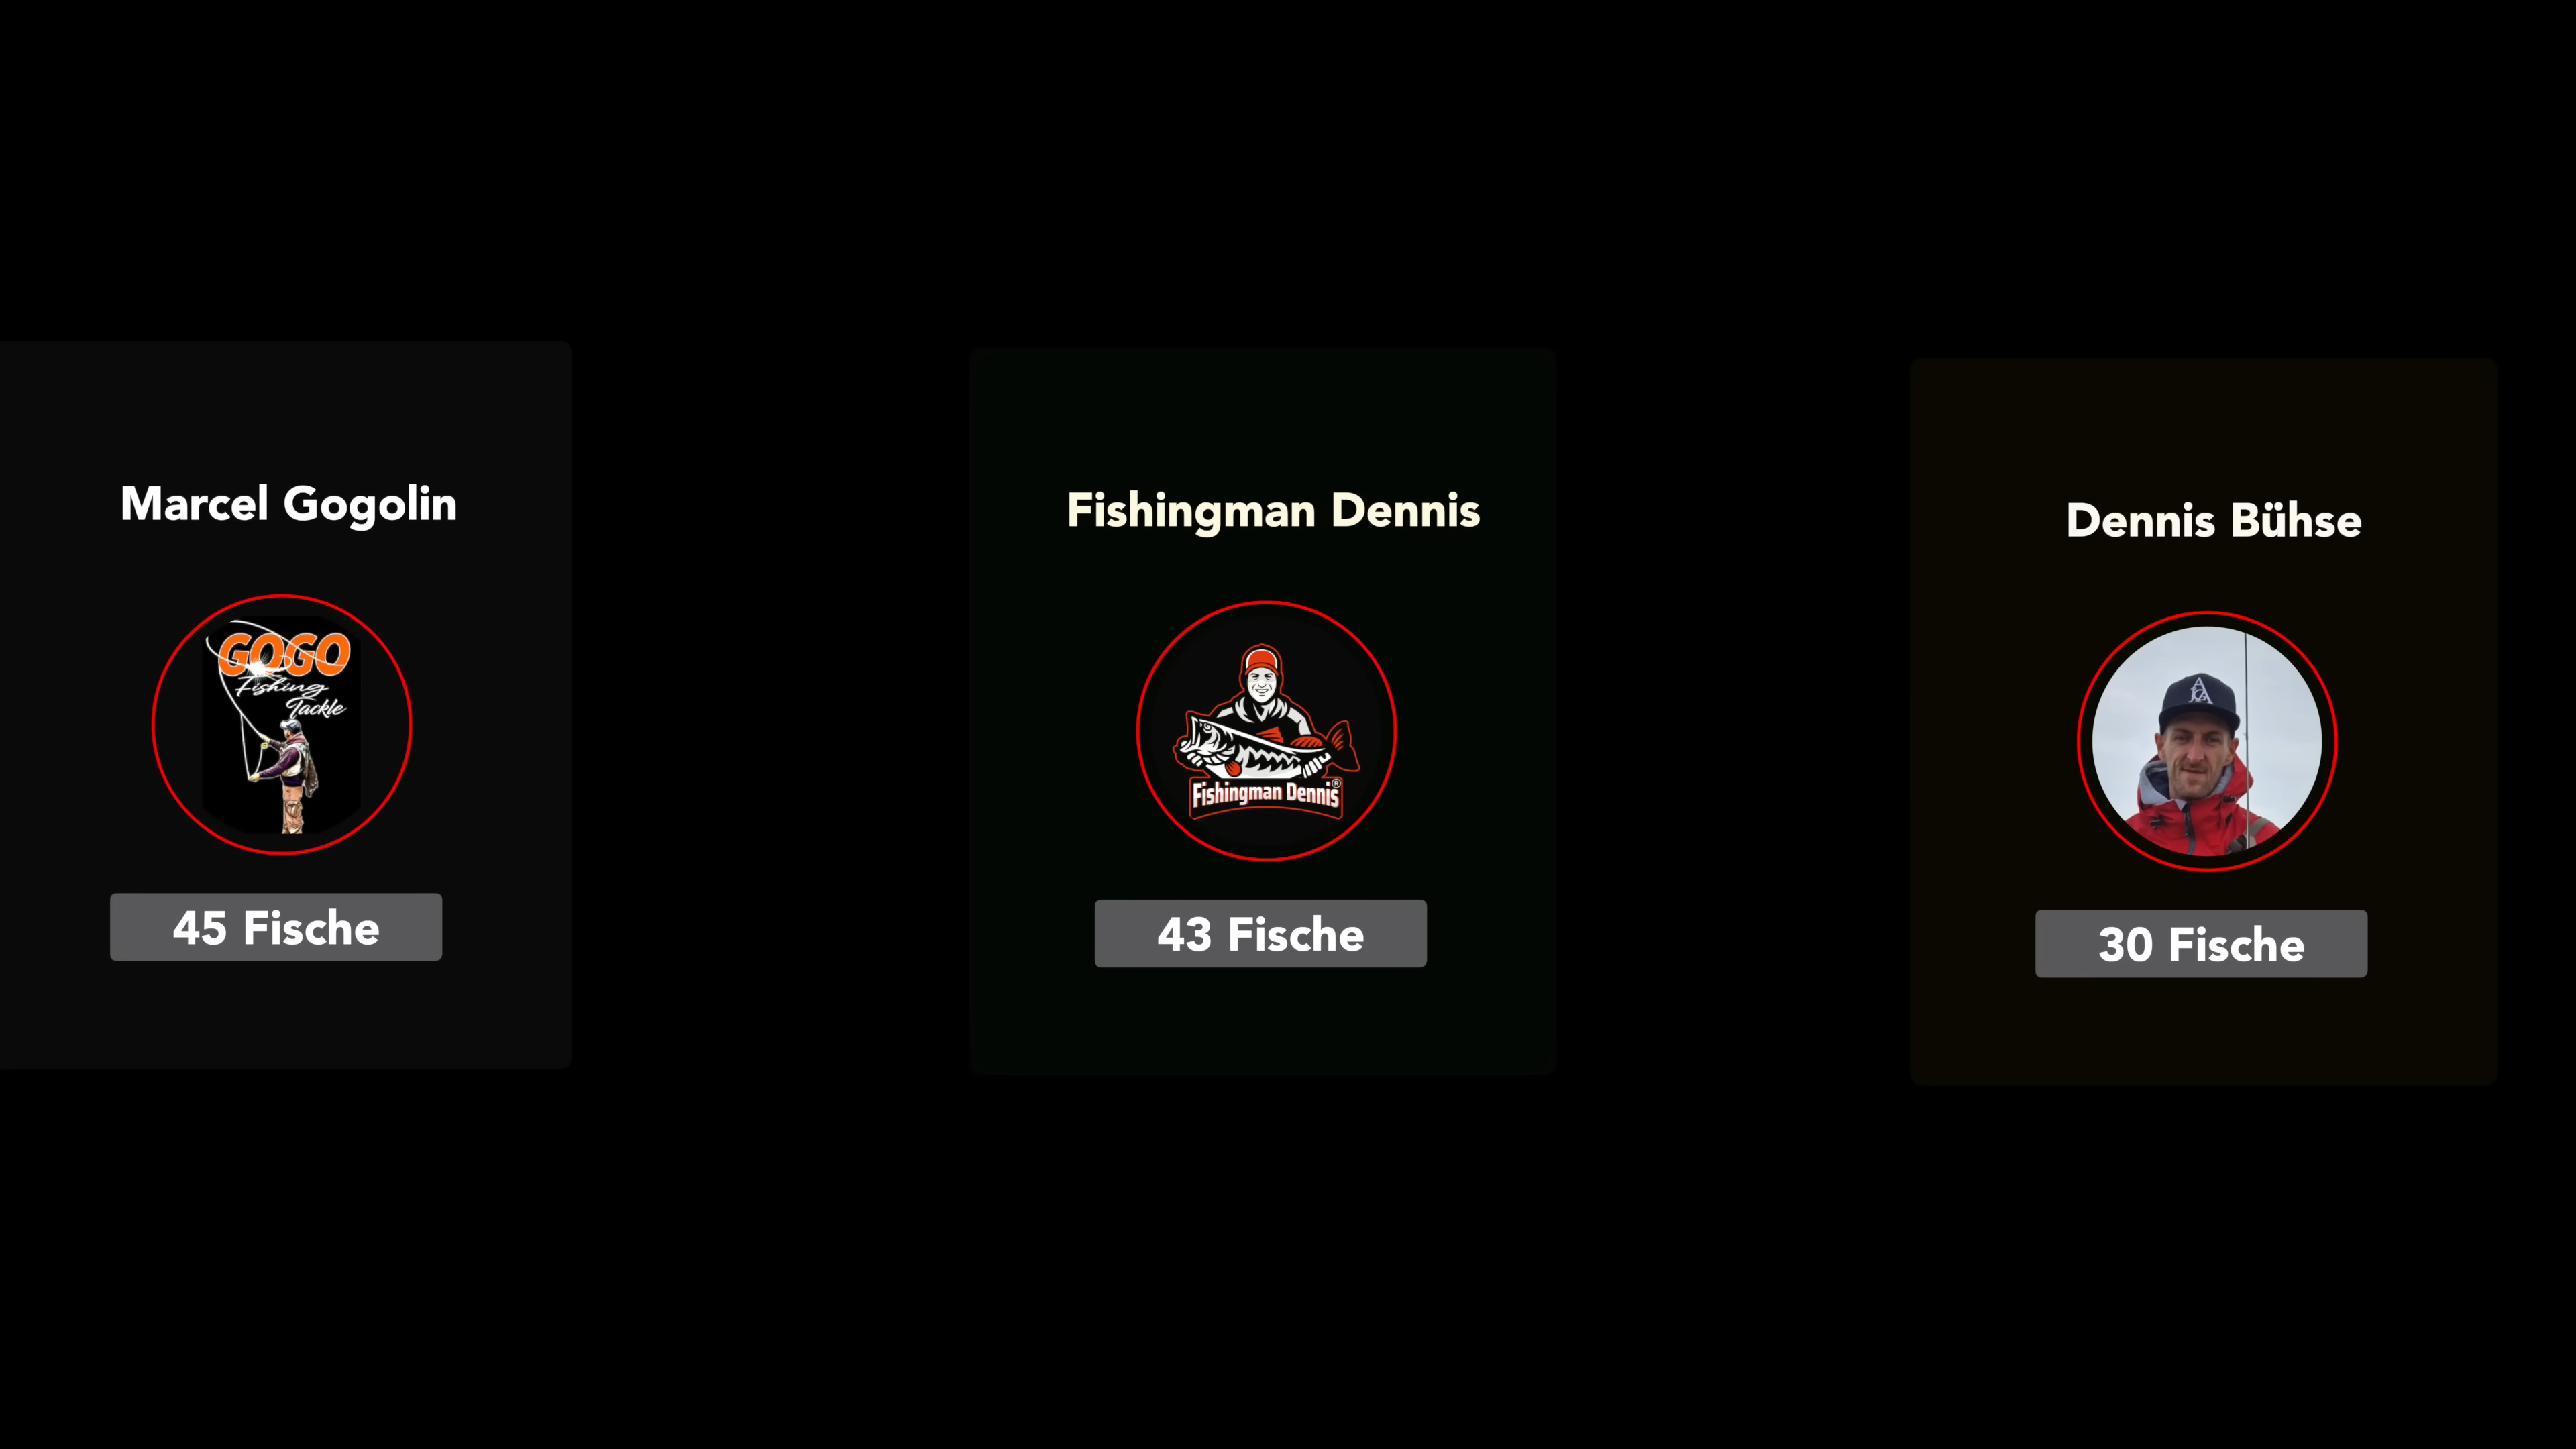 Marcel Gogolin
GOGO
Fishing
Tackle
45 Fische
Fishingman Dennis
Fishingman Dennis®
43 Fische
Dennis Bühse
30 Fische